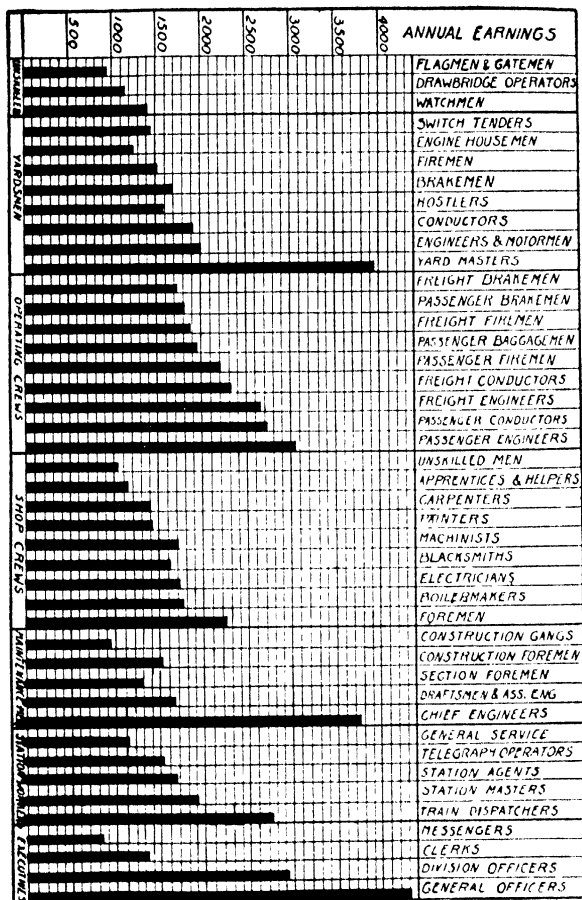 500 1000 1500 2000 2500 3000 3500 4000 ANNUAL EARNINGS
UNSKILLED
FLAGMEN & GATEMEN
DRAWBRIDGE OPERATORS
WATCHMEN
YARDSMEN
SWITCH TENDERS
ENGINE HOUSE MEN
FIREMEN
BRAKEMEN
HOSTLERS
CONDUCTORS
ENGINEERS & MOTORMEN
YARD MASTERS
OPERATING CREWS
FREIGHT BRAKEMEN
PASSENGER BRAKEMEN
FREIGHT FIREMEN
PASSENGER BAGGAGEMEN
PASSENGER FIREMEN
FREIGHT CONDUCTORS
FREIGHT ENGINEERS
PASSENGER CONDUCTORS
PASSENGER ENGINEERS
SHOP CREWS
UNSKILLED MEN
APPRENTICES & HELPERS
CARPENTERS
PAINTERS
MACHINISTS
BLACKSMITHS
ELECTRICIANS
BOILERMAKERS
FOREMEN
CONSTRUCTION GANGS
CONSTRUCTION FOREMEN
SECTION FOREMEN
DRAFTSMEN & ASS. ENG
CHIEF ENGINEERS
STATION
GENERAL SERVICE
TELEGRAPH OPERATORS
STATION AGENTS
STATION MASTERS
TRAIN DISPATCHERS
EXECUTIVES
MESSENGERS
CLERKS
DIVISION OFFICERS
GENERAL OFFICERS